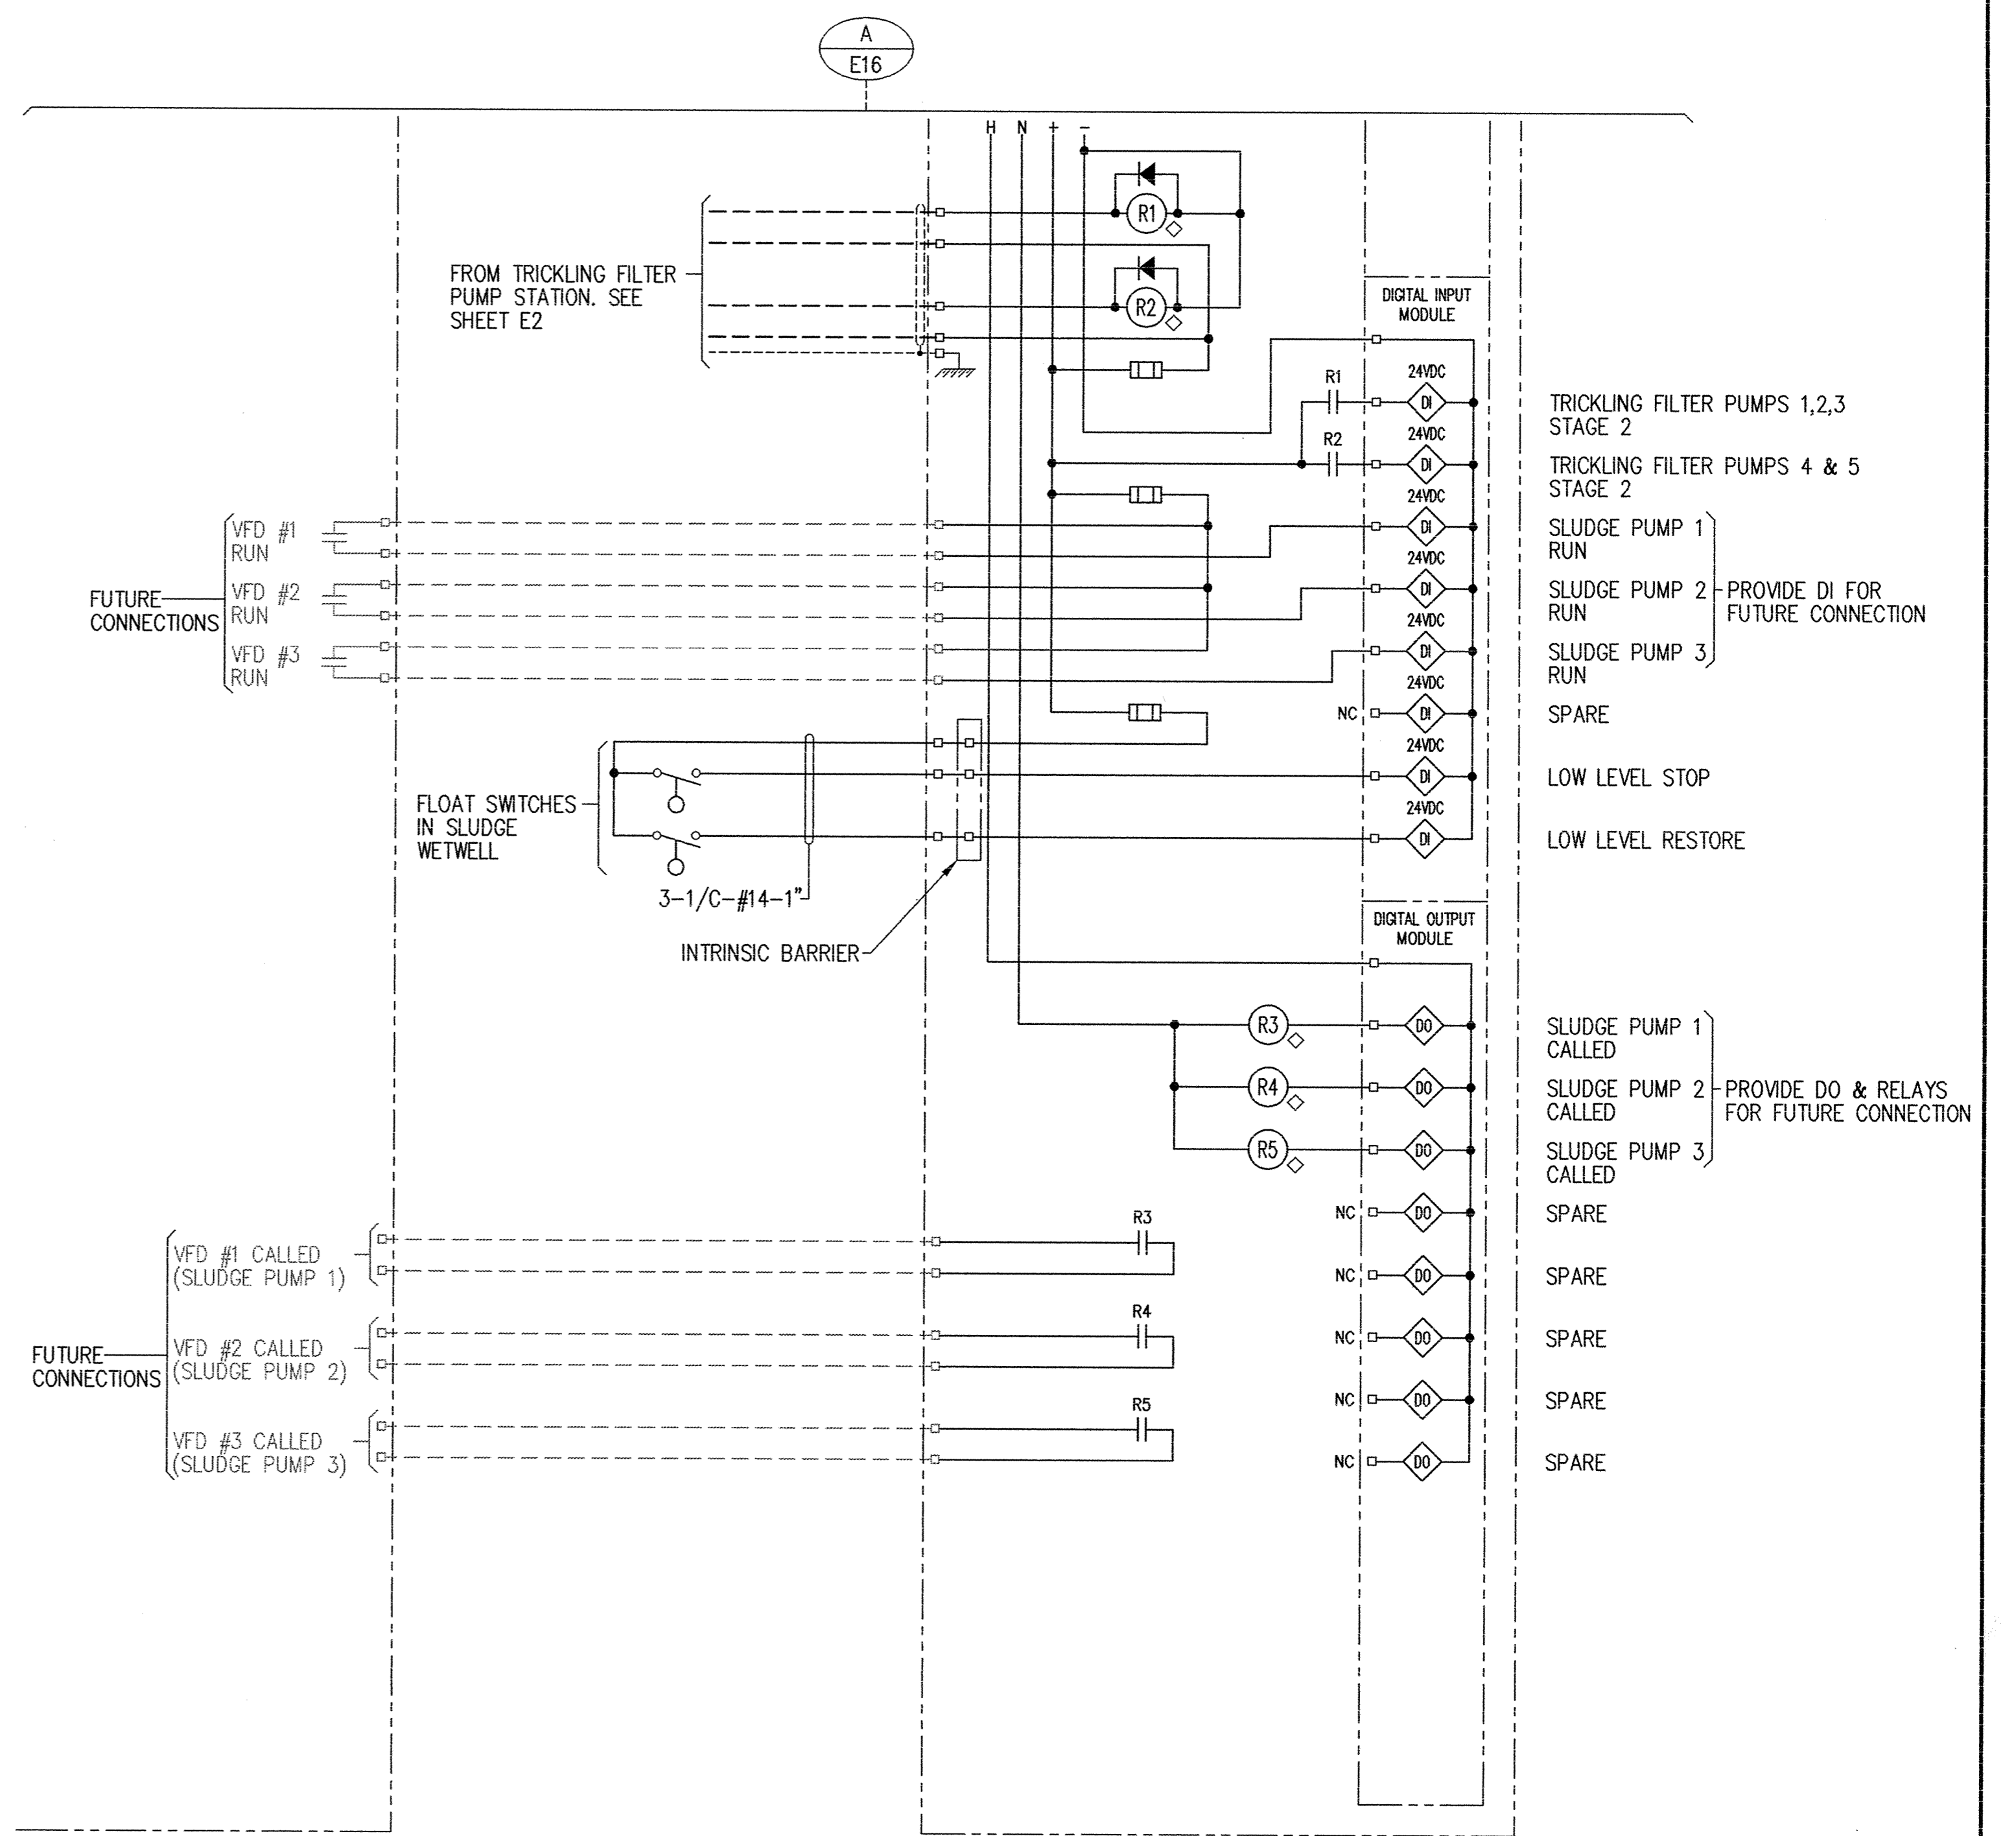 A
E16
H N + −
R1
FROM TRICKLING FILTER
PUMP STATION. SEE
SHEET E2
R2
DIGITAL INPUT
MODULE
24VDC
R1
DI
TRICKLING FILTER PUMPS 1,2,3
STAGE 2
24VDC
R2
DI
TRICKLING FILTER PUMPS 4 & 5
STAGE 2
24VDC
DI
SLUDGE PUMP 1
RUN
24VDC
DI
SLUDGE PUMP 2
RUN
24VDC
DI
SLUDGE PUMP 3
RUN
PROVIDE DI FOR
FUTURE CONNECTION
FUTURE
CONNECTIONS
VFD #1
RUN
VFD #2
RUN
VFD #3
RUN
24VDC
NC
DI
SPARE
24VDC
DI
LOW LEVEL STOP
24VDC
DI
LOW LEVEL RESTORE
FLOAT SWITCHES
IN SLUDGE
WETWELL
3-1/C-#14-1"
INTRINSIC BARRIER
DIGITAL OUTPUT
MODULE
R3
DO
SLUDGE PUMP 1
CALLED
R4
DO
SLUDGE PUMP 2
CALLED
R5
DO
SLUDGE PUMP 3
CALLED
PROVIDE DO & RELAYS
FOR FUTURE CONNECTION
NC
DO
SPARE
NC
DO
SPARE
NC
DO
SPARE
NC
DO
SPARE
NC
DO
SPARE
R3
R4
R5
FUTURE
CONNECTIONS
VFD #1 CALLED
(SLUDGE PUMP 1)
VFD #2 CALLED
(SLUDGE PUMP 2)
VFD #3 CALLED
(SLUDGE PUMP 3)